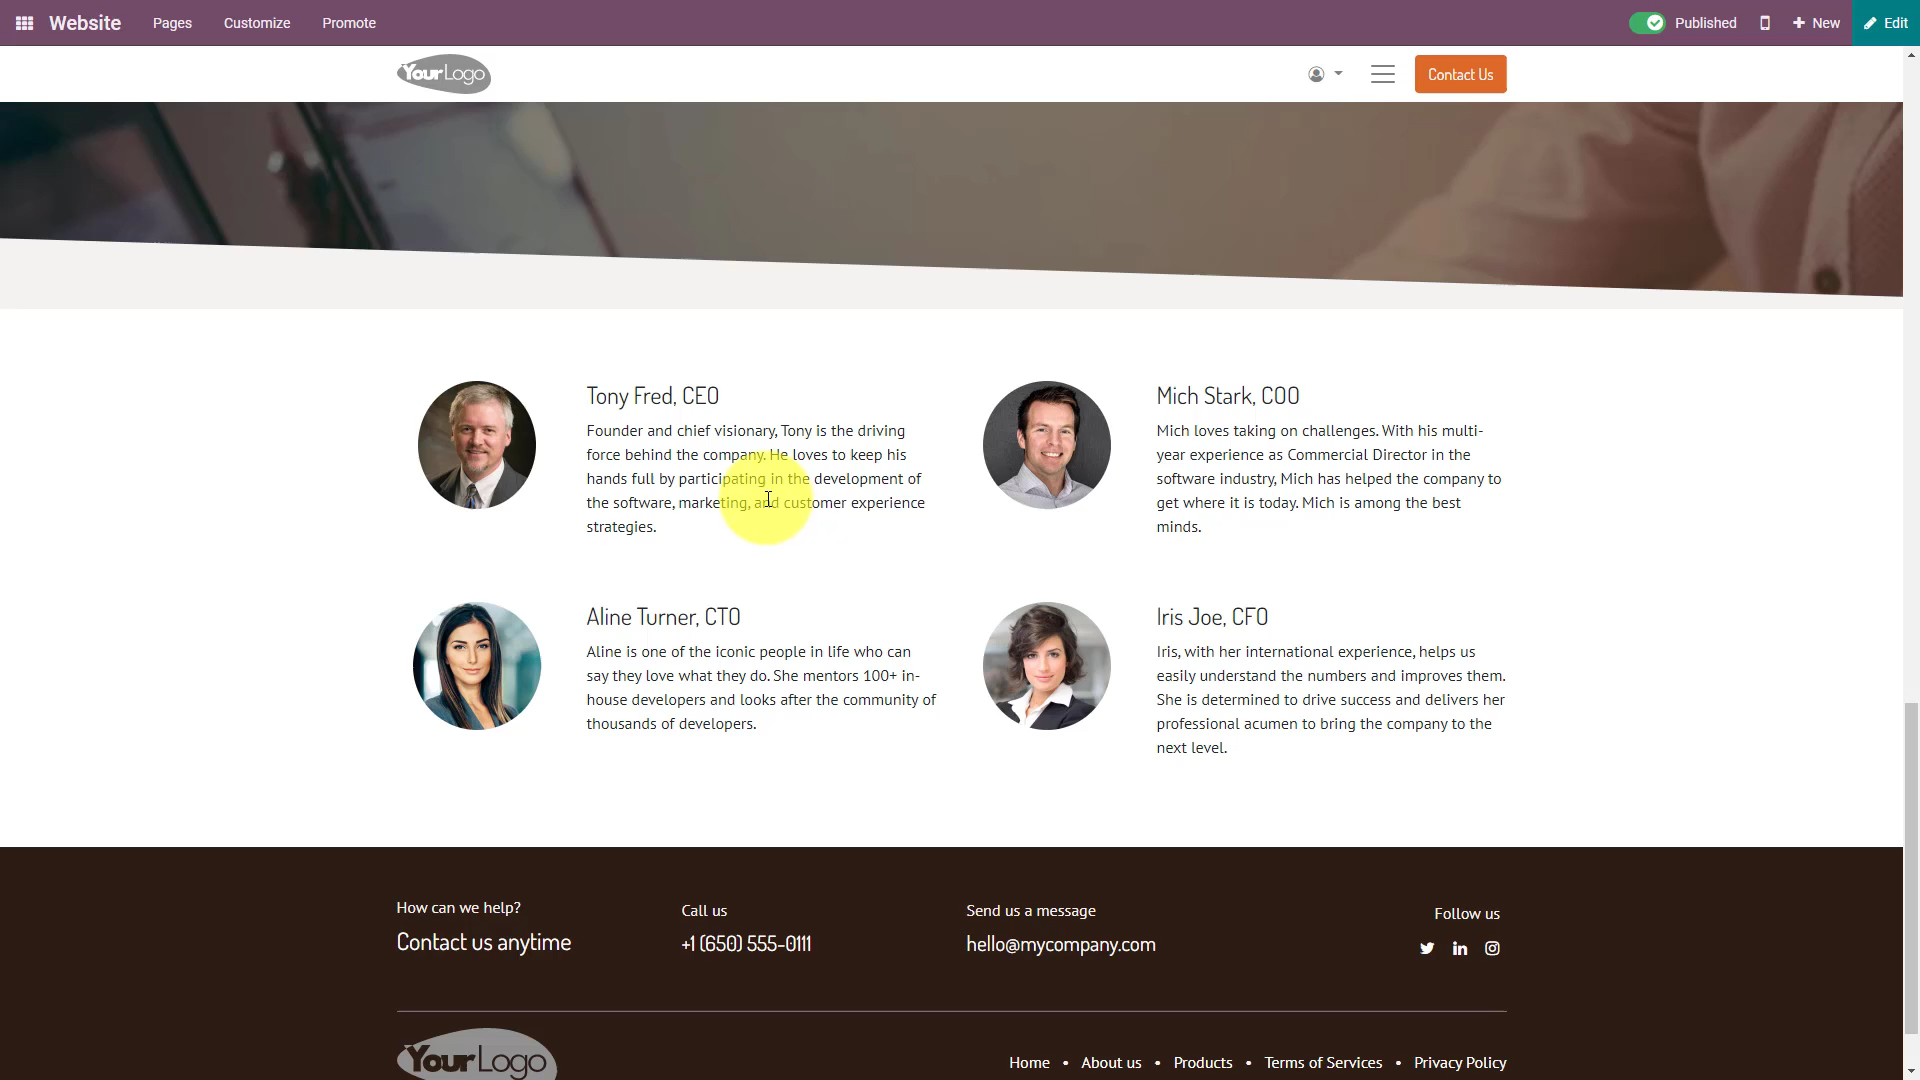 Website Pages Customize Promote Published New Edit
YourLogo Contact Us
Tony Fred, CEO
Founder and chief visionary, Tony is the driving
force behind the company. He loves to keep his
hands full by participating in the development of
the software, marketing, and customer experience
strategies.
Mich Stark, COO
Mich loves taking on challenges. With his multi-
year experience as Commercial Director in the
software industry, Mich has helped the company to
get where it is today. Mich is among the best
minds.
Aline Turner, CTO
Aline is one of the iconic people in life who can
say they love what they do. She mentors 100+ in-
house developers and looks after the community of
thousands of developers.
Iris Joe, CFO
Iris, with her international experience, helps us
easily understand the numbers and improves them.
She is determined to drive success and delivers her
professional acumen to bring the company to the
next level.
How can we help?
Contact us anytime
Call us
+1 (650) 555-0111
Send us a message
hello@mycompany.com
Follow us
YourLogo
Home • About us • Products • Terms of Services • Privacy Policy